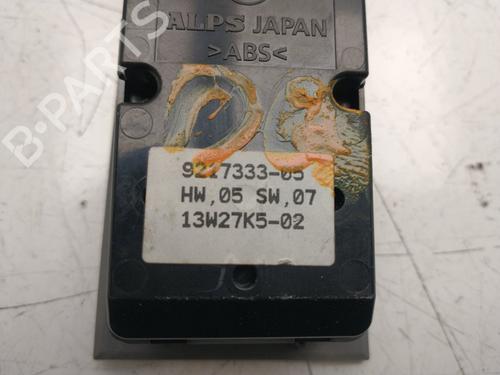 ALPS JAPAN
>ABS<
B-PARTS
9217333-05
HW,05 SW,07
13W27K5-02